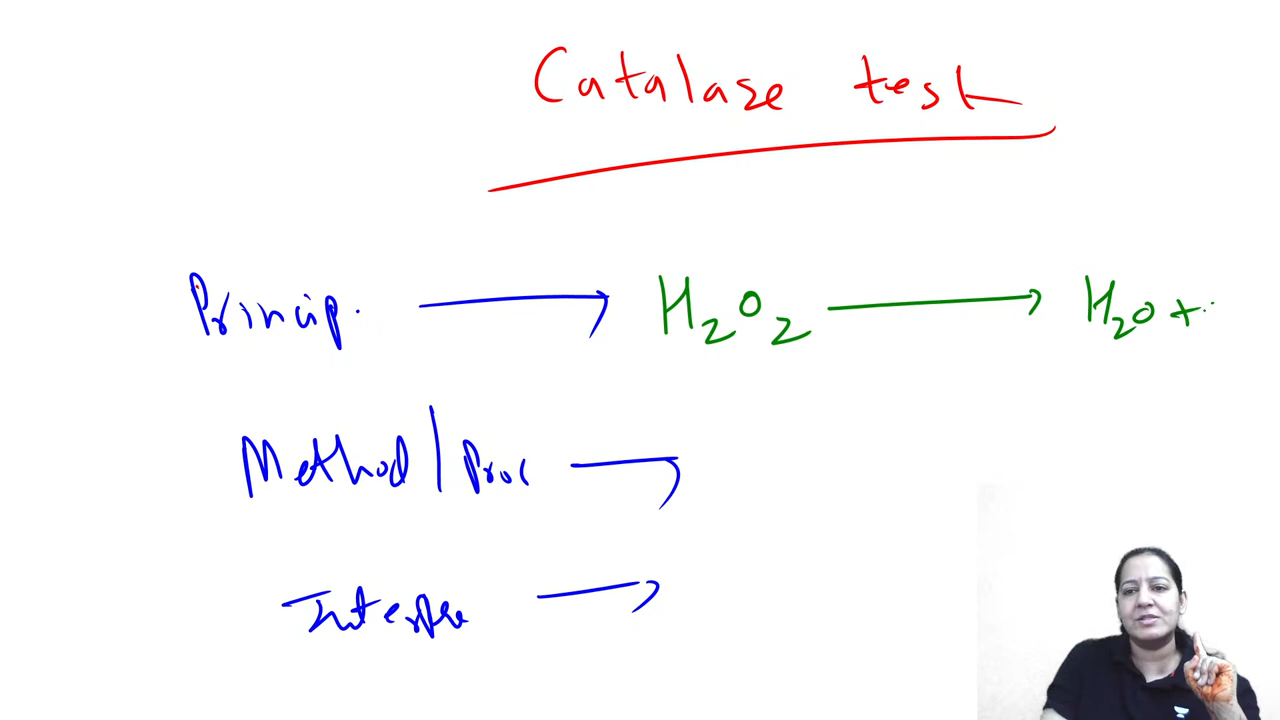 Catalase test
Princip. → H₂O₂ → H₂O + 
Method / Proc →
Interpre →